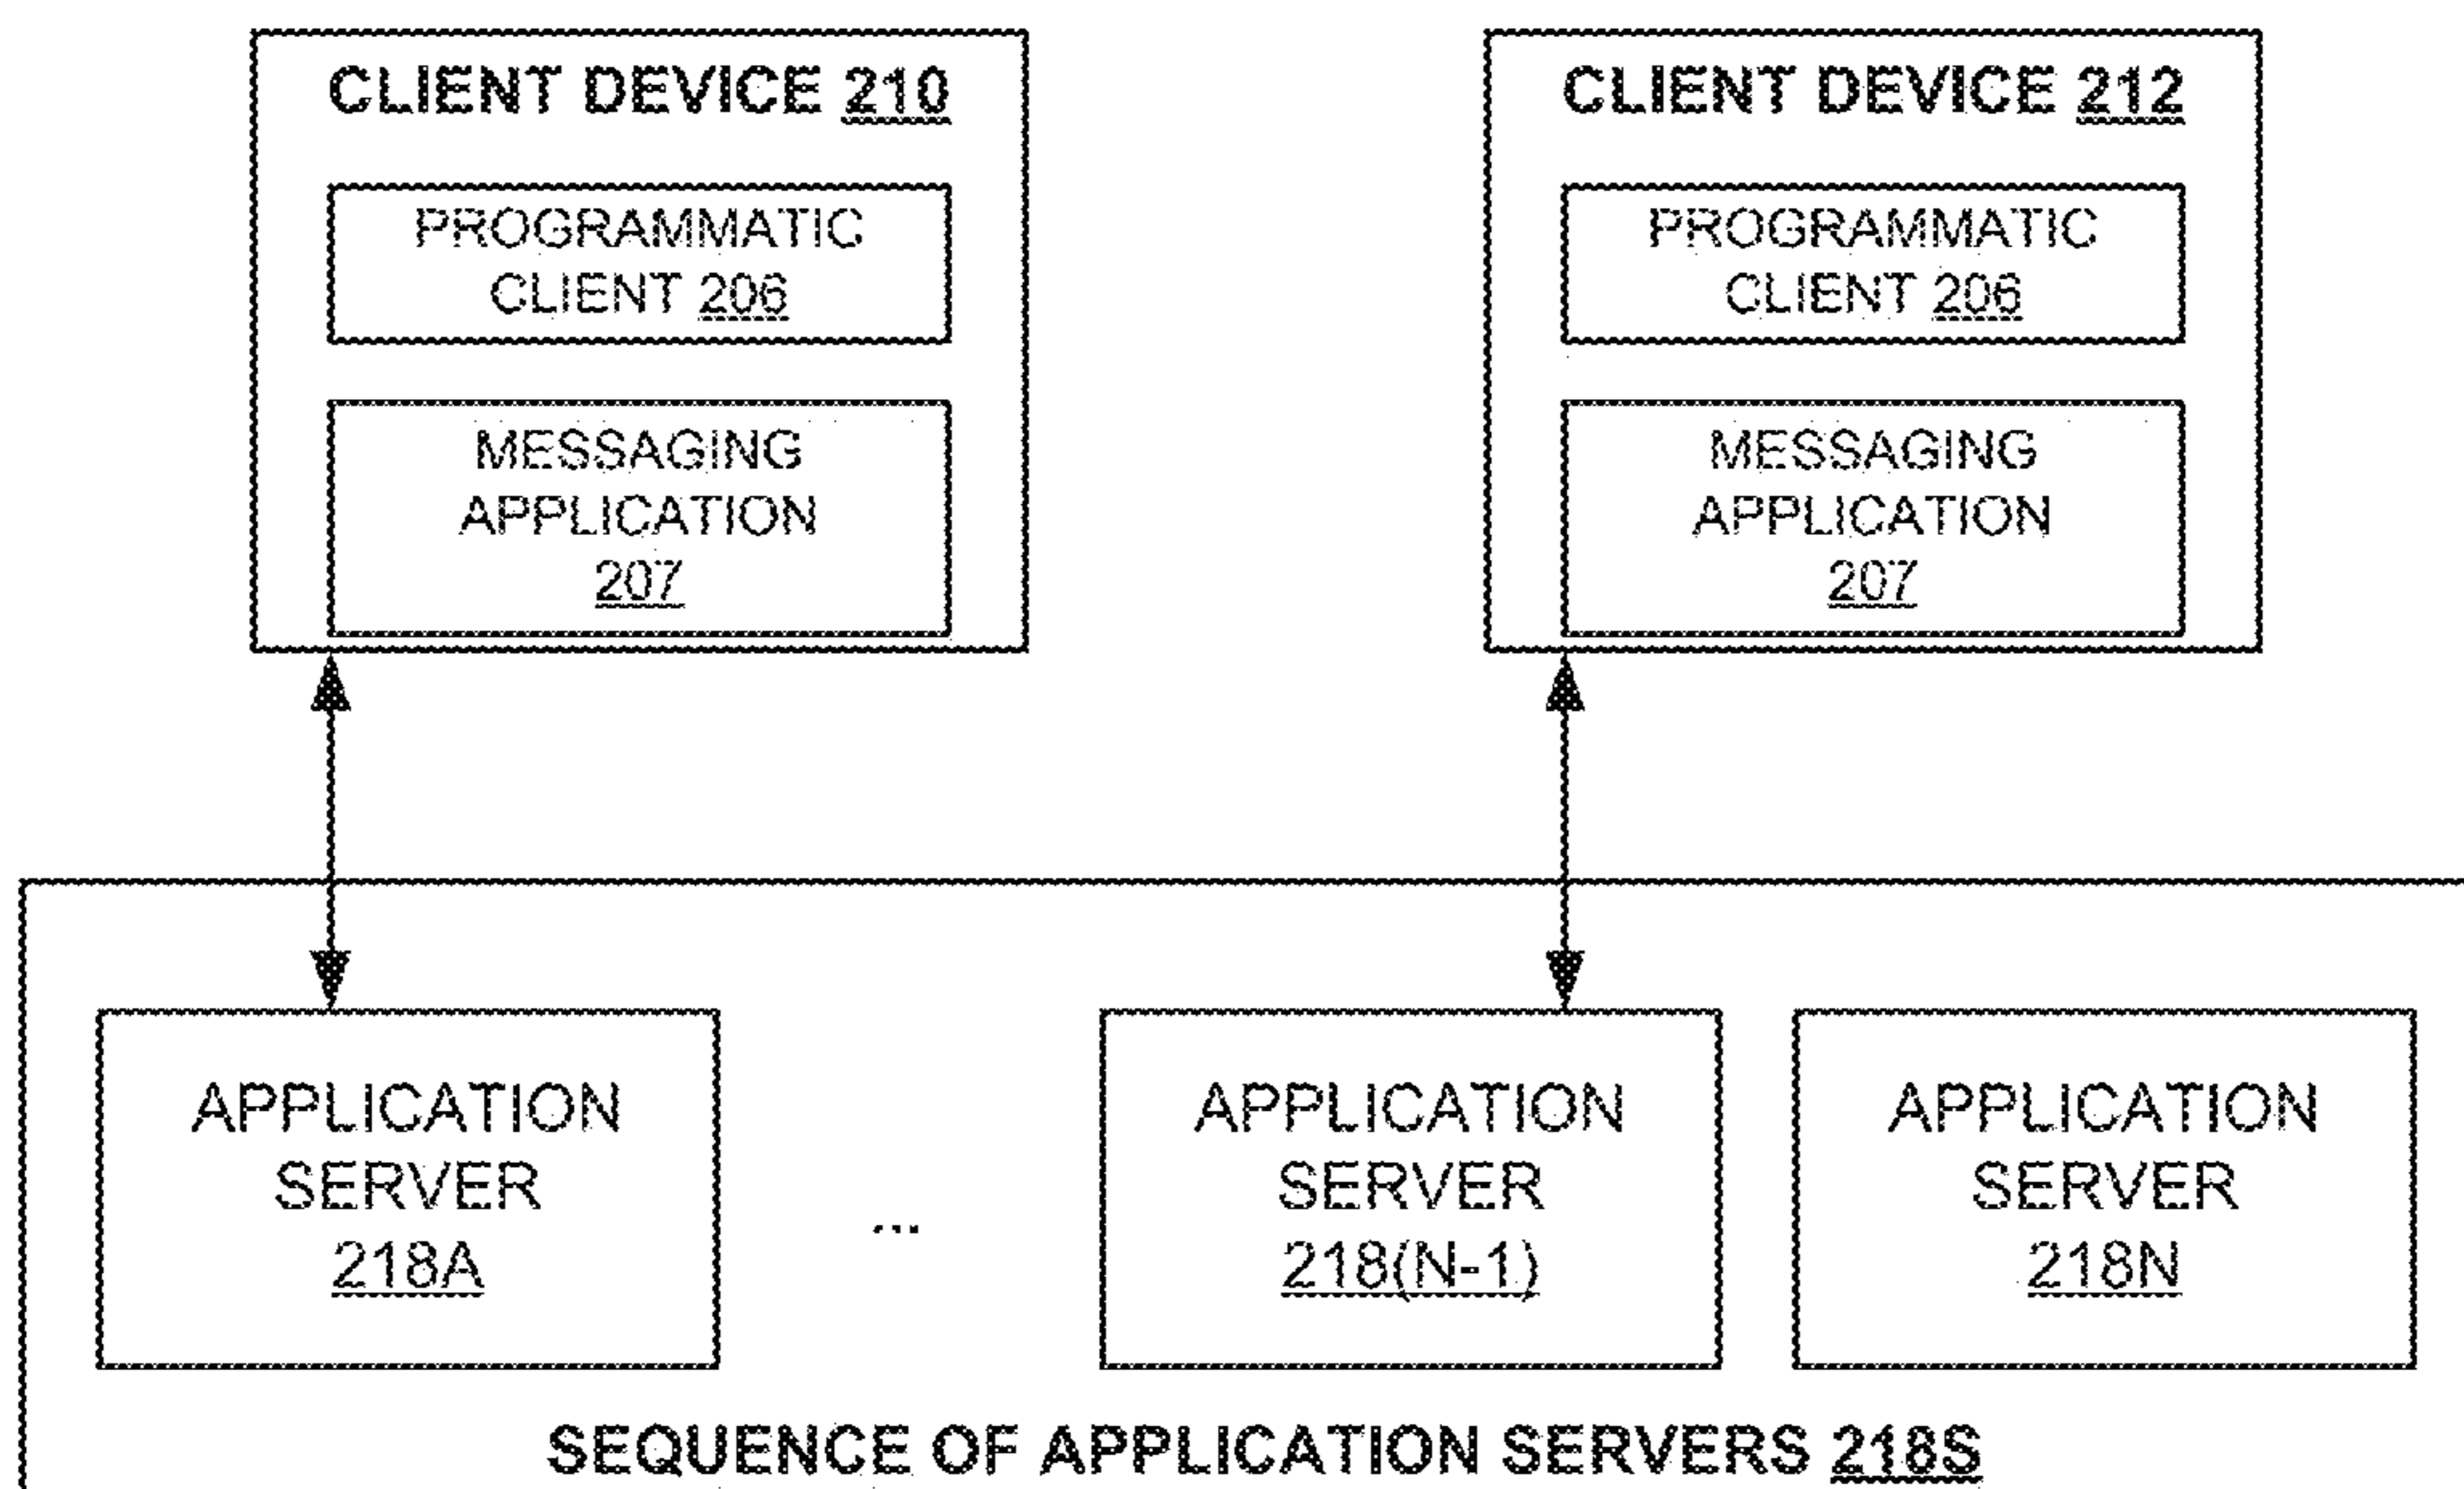 CLIENT DEVICE 210
PROGRAMMATIC
CLIENT 206
MESSAGING
APPLICATION
207
CLIENT DEVICE 212
PROGRAMMATIC
CLIENT 206
MESSAGING
APPLICATION
207
APPLICATION
SERVER
218A
...
APPLICATION
SERVER
218(N-1)
APPLICATION
SERVER
218N
SEQUENCE OF APPLICATION SERVERS 218S